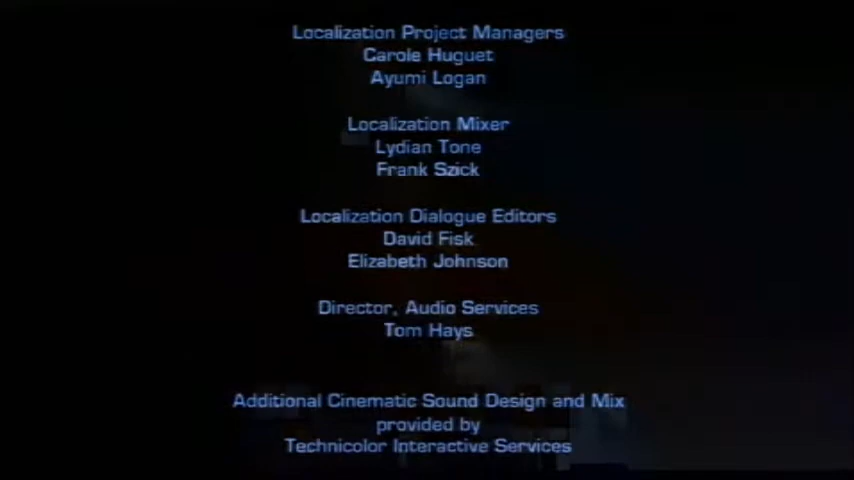 Localization Project Managers
Carole Huguet
Ayumi Logan
Localization Mixer
Lydian Tone
Frank Szick
Localization Dialogue Editors
David Fisk
Elizabeth Johnson
Director, Audio Services
Tom Hays
Additional Cinematic Sound Design and Mix
provided by
Technicolor Interactive Services